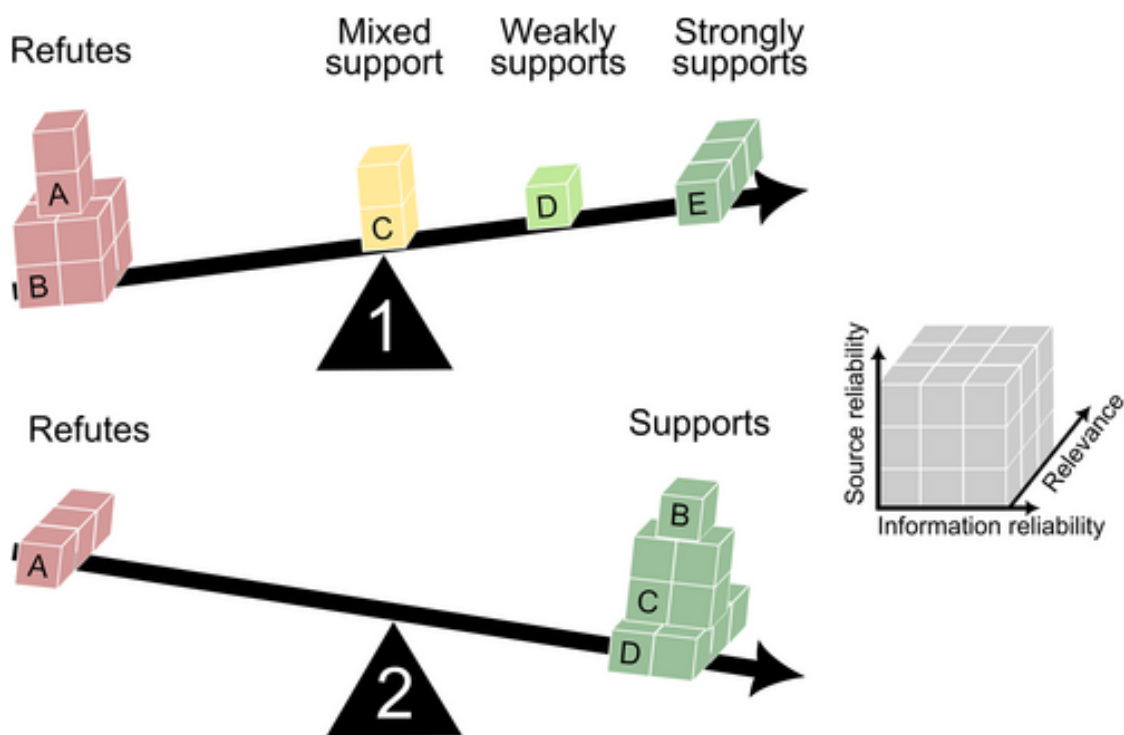 Refutes
Mixed
support
Weakly
supports
Strongly
supports
A
B
C
D
E
1
Refutes
Supports
A
B
C
D
2
Source reliability
Relevance
Information reliability